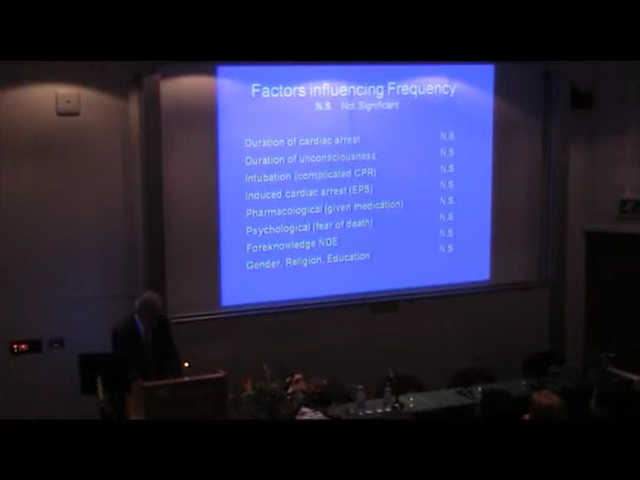 Factors influencing Frequency
N.S Not Significant
Duration of cardiac arrest N.S.
Duration of unconsciousness N.S
Intubation (complicated CPR) N.S
Induced cardiac arrest (EPS) N.S
Pharmacological (given medication) N.S
Psychological (fear of death) N.S
Foreknowledge NDE N.S
Gender, Religion, Education N.S